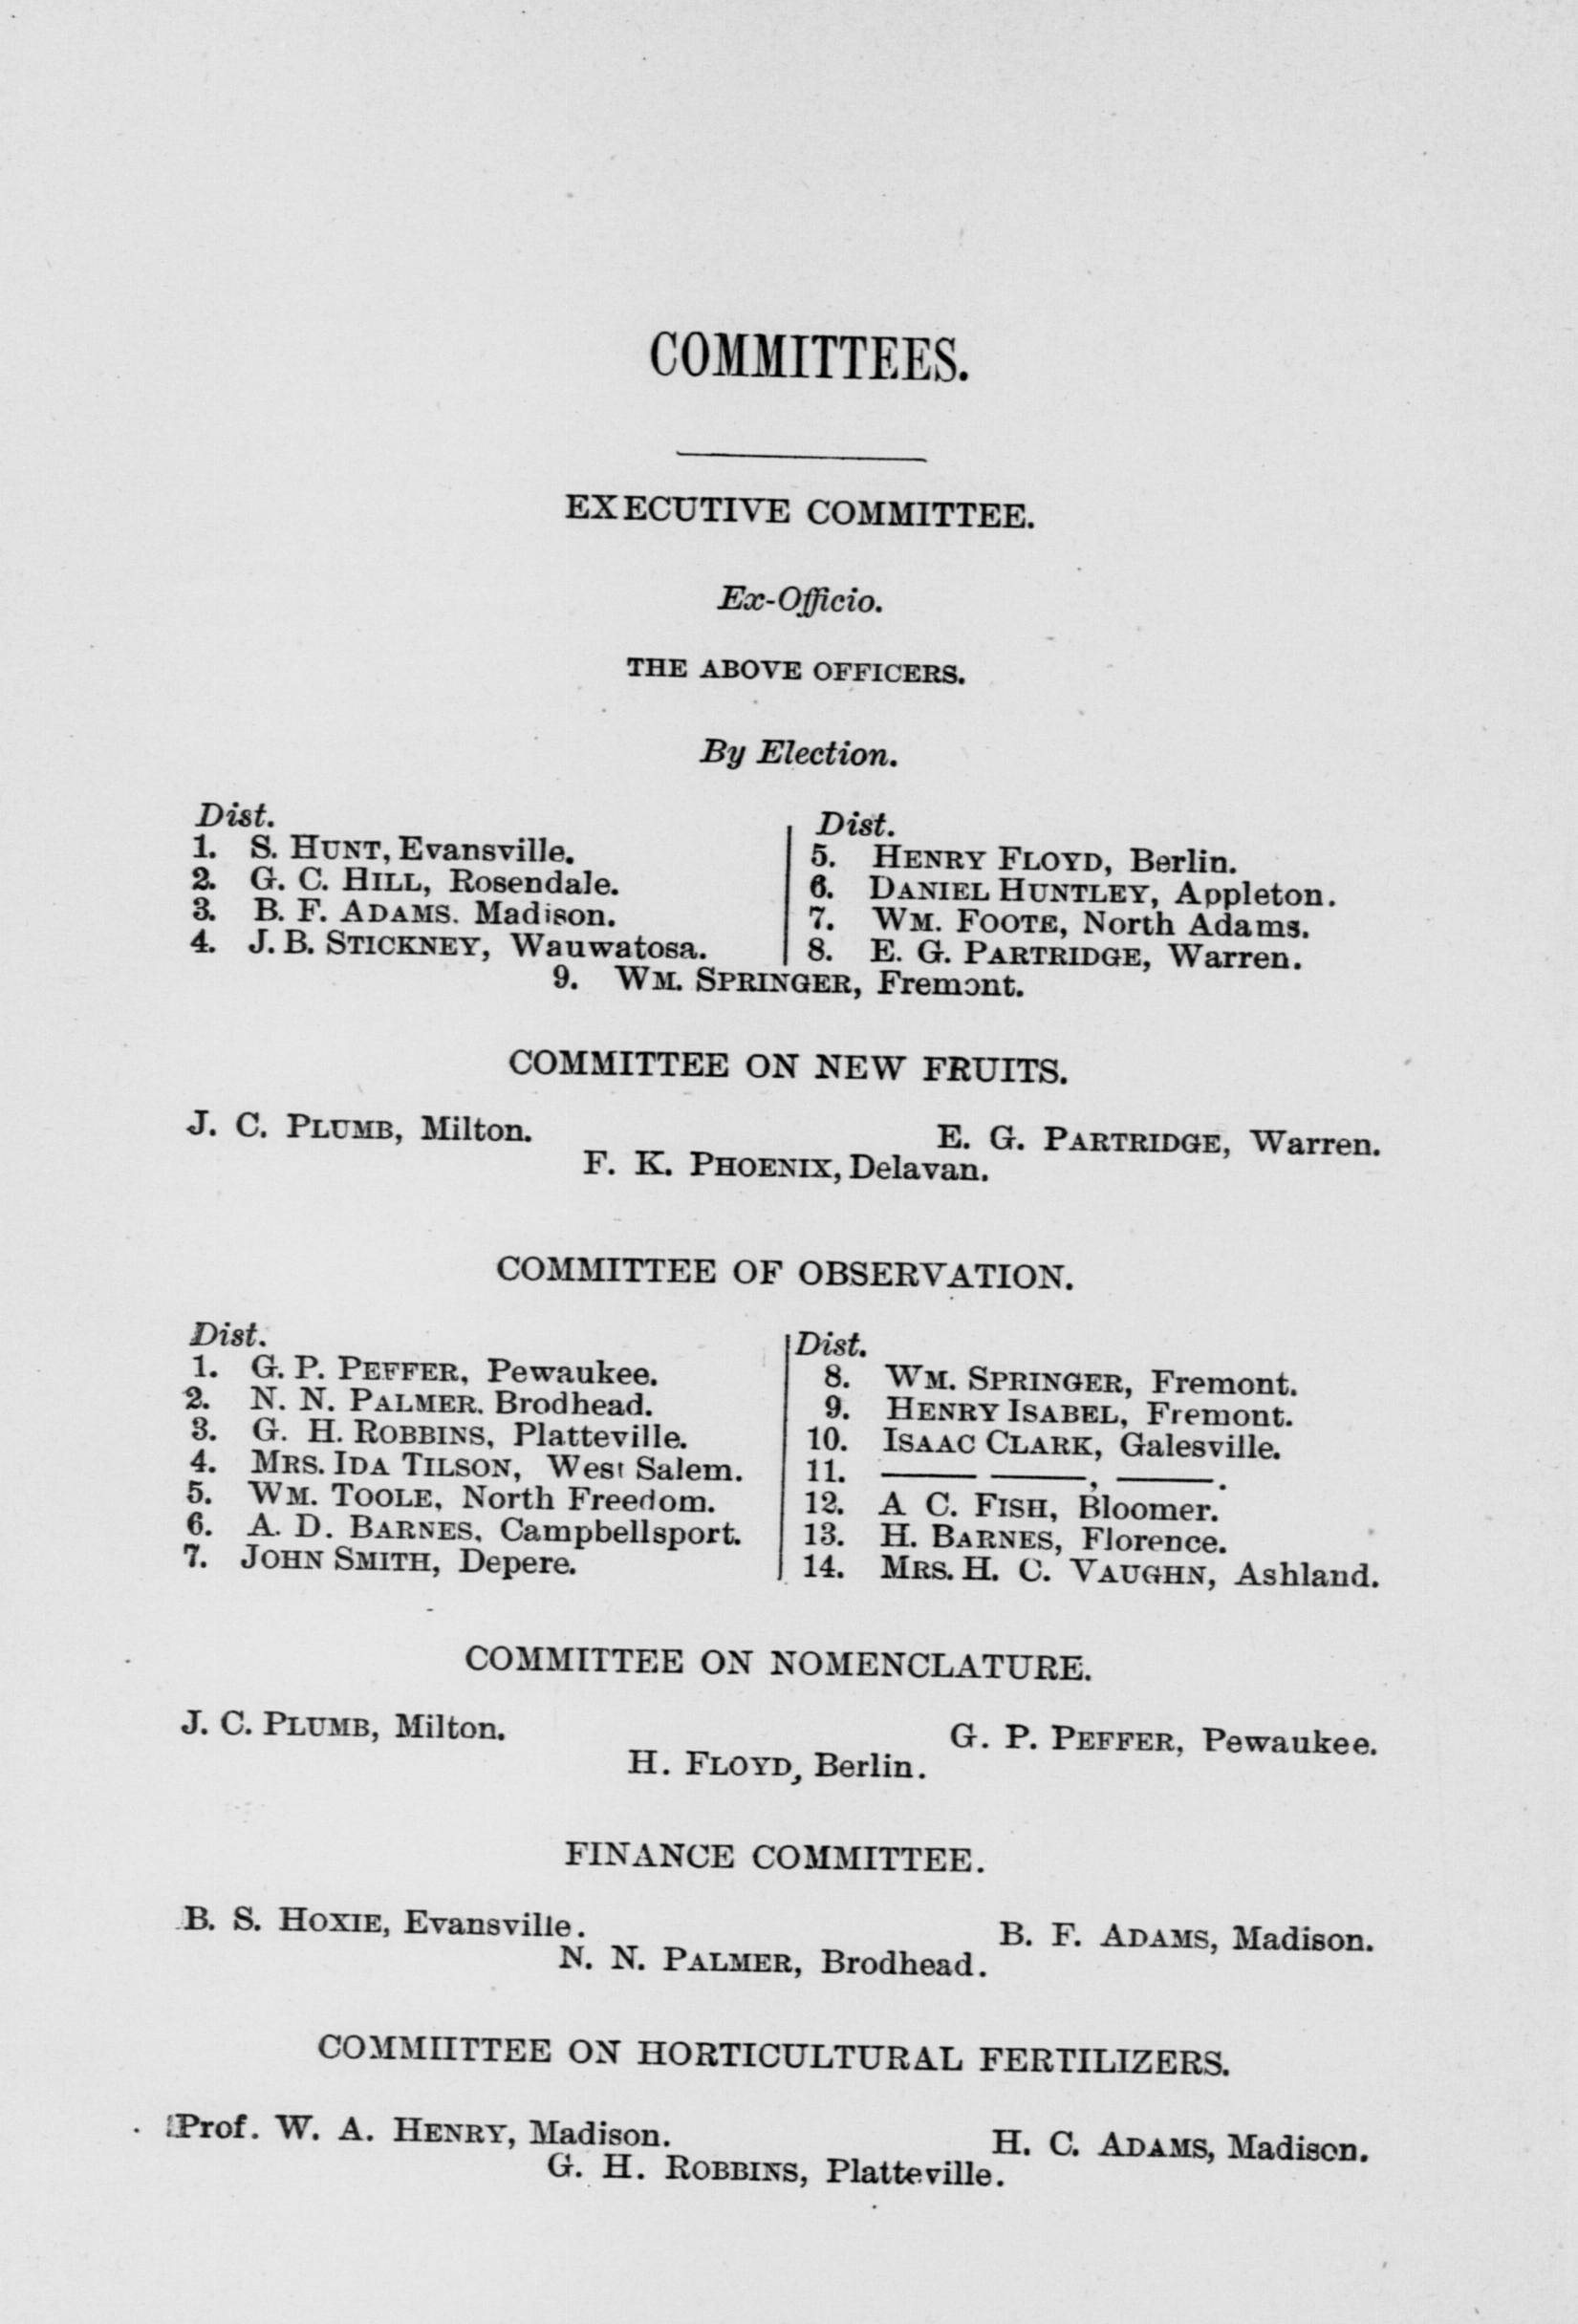 COMMITTEES.
EXECUTIVE COMMITTEE.
Ex-Officio.
THE ABOVE OFFICERS.
By Election.
Dist.
1. S. HUNT, Evansville.
2. G. C. HILL, Rosendale.
3. B. F. ADAMS. Madison.
4. J. B. STICKNEY, Wauwatosa.
Dist.
5. HENRY FLOYD, Berlin.
6. DANIEL HUNTLEY, Appleton.
7. WM. FOOTE, North Adams.
8. E. G. PARTRIDGE, Warren.
9. WM. SPRINGER, Fremont.
COMMITTEE ON NEW FRUITS.
J. C. PLUMB, Milton.
E. G. PARTRIDGE, Warren.
F. K. PHOENIX, Delavan.
COMMITTEE OF OBSERVATION.
Dist.
1. G. P. PEFFER, Pewaukee.
2. N. N. PALMER. Brodhead.
3. G. H. ROBBINS, Platteville.
4. MRS. IDA TILSON, West Salem.
5. WM. TOOLE, North Freedom.
6. A. D. BARNES, Campbellsport.
7. JOHN SMITH, Depere.
Dist.
8. WM. SPRINGER, Fremont.
9. HENRY ISABEL, Fremont.
10. ISAAC CLARK, Galesville.
11. —— ——, ——.
12. A C. FISH, Bloomer.
13. H. BARNES, Florence.
14. MRS. H. C. VAUGHN, Ashland.
COMMITTEE ON NOMENCLATURE.
J. C. PLUMB, Milton.
G. P. PEFFER, Pewaukee.
H. FLOYD, Berlin.
FINANCE COMMITTEE.
B. S. HOXIE, Evansville.
B. F. ADAMS, Madison.
N. N. PALMER, Brodhead.
COMMIITTEE ON HORTICULTURAL FERTILIZERS.
Prof. W. A. HENRY, Madison.
H. C. ADAMS, Madison.
G. H. ROBBINS, Platteville.